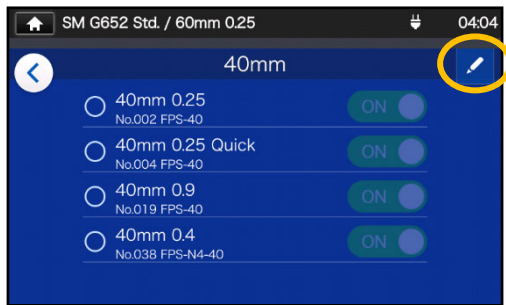 SM G652 Std. / 60mm 0.25 04:04
40mm
40mm 0.25 ON
No.002 FPS-40
40mm 0.25 Quick ON
No.004 FPS-40
40mm 0.9 ON
No.019 FPS-40
40mm 0.4 ON
No.038 FPS-N4-40